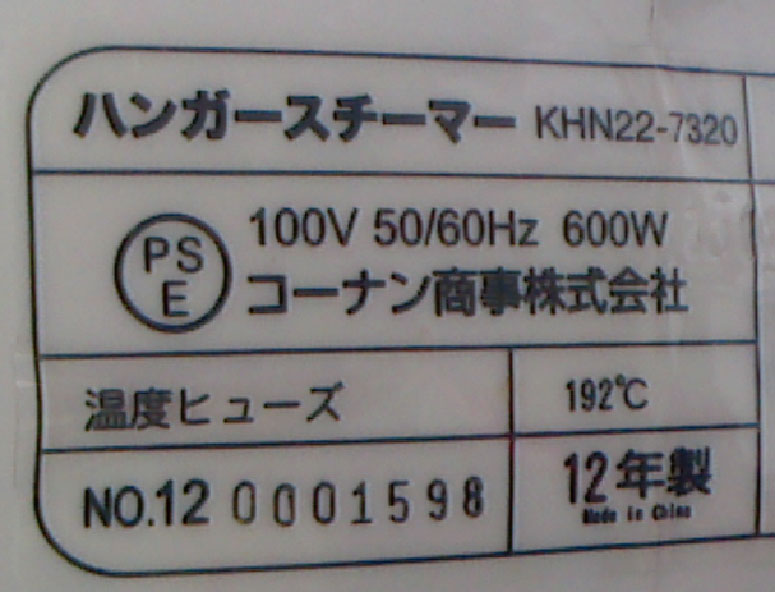 ハンガースチーマー KHN22-7320
PS
E
100V 50/60Hz 600W
コーナン商事株式会社
温度ヒューズ 192℃
NO.12 0001598
12年製
Made in China